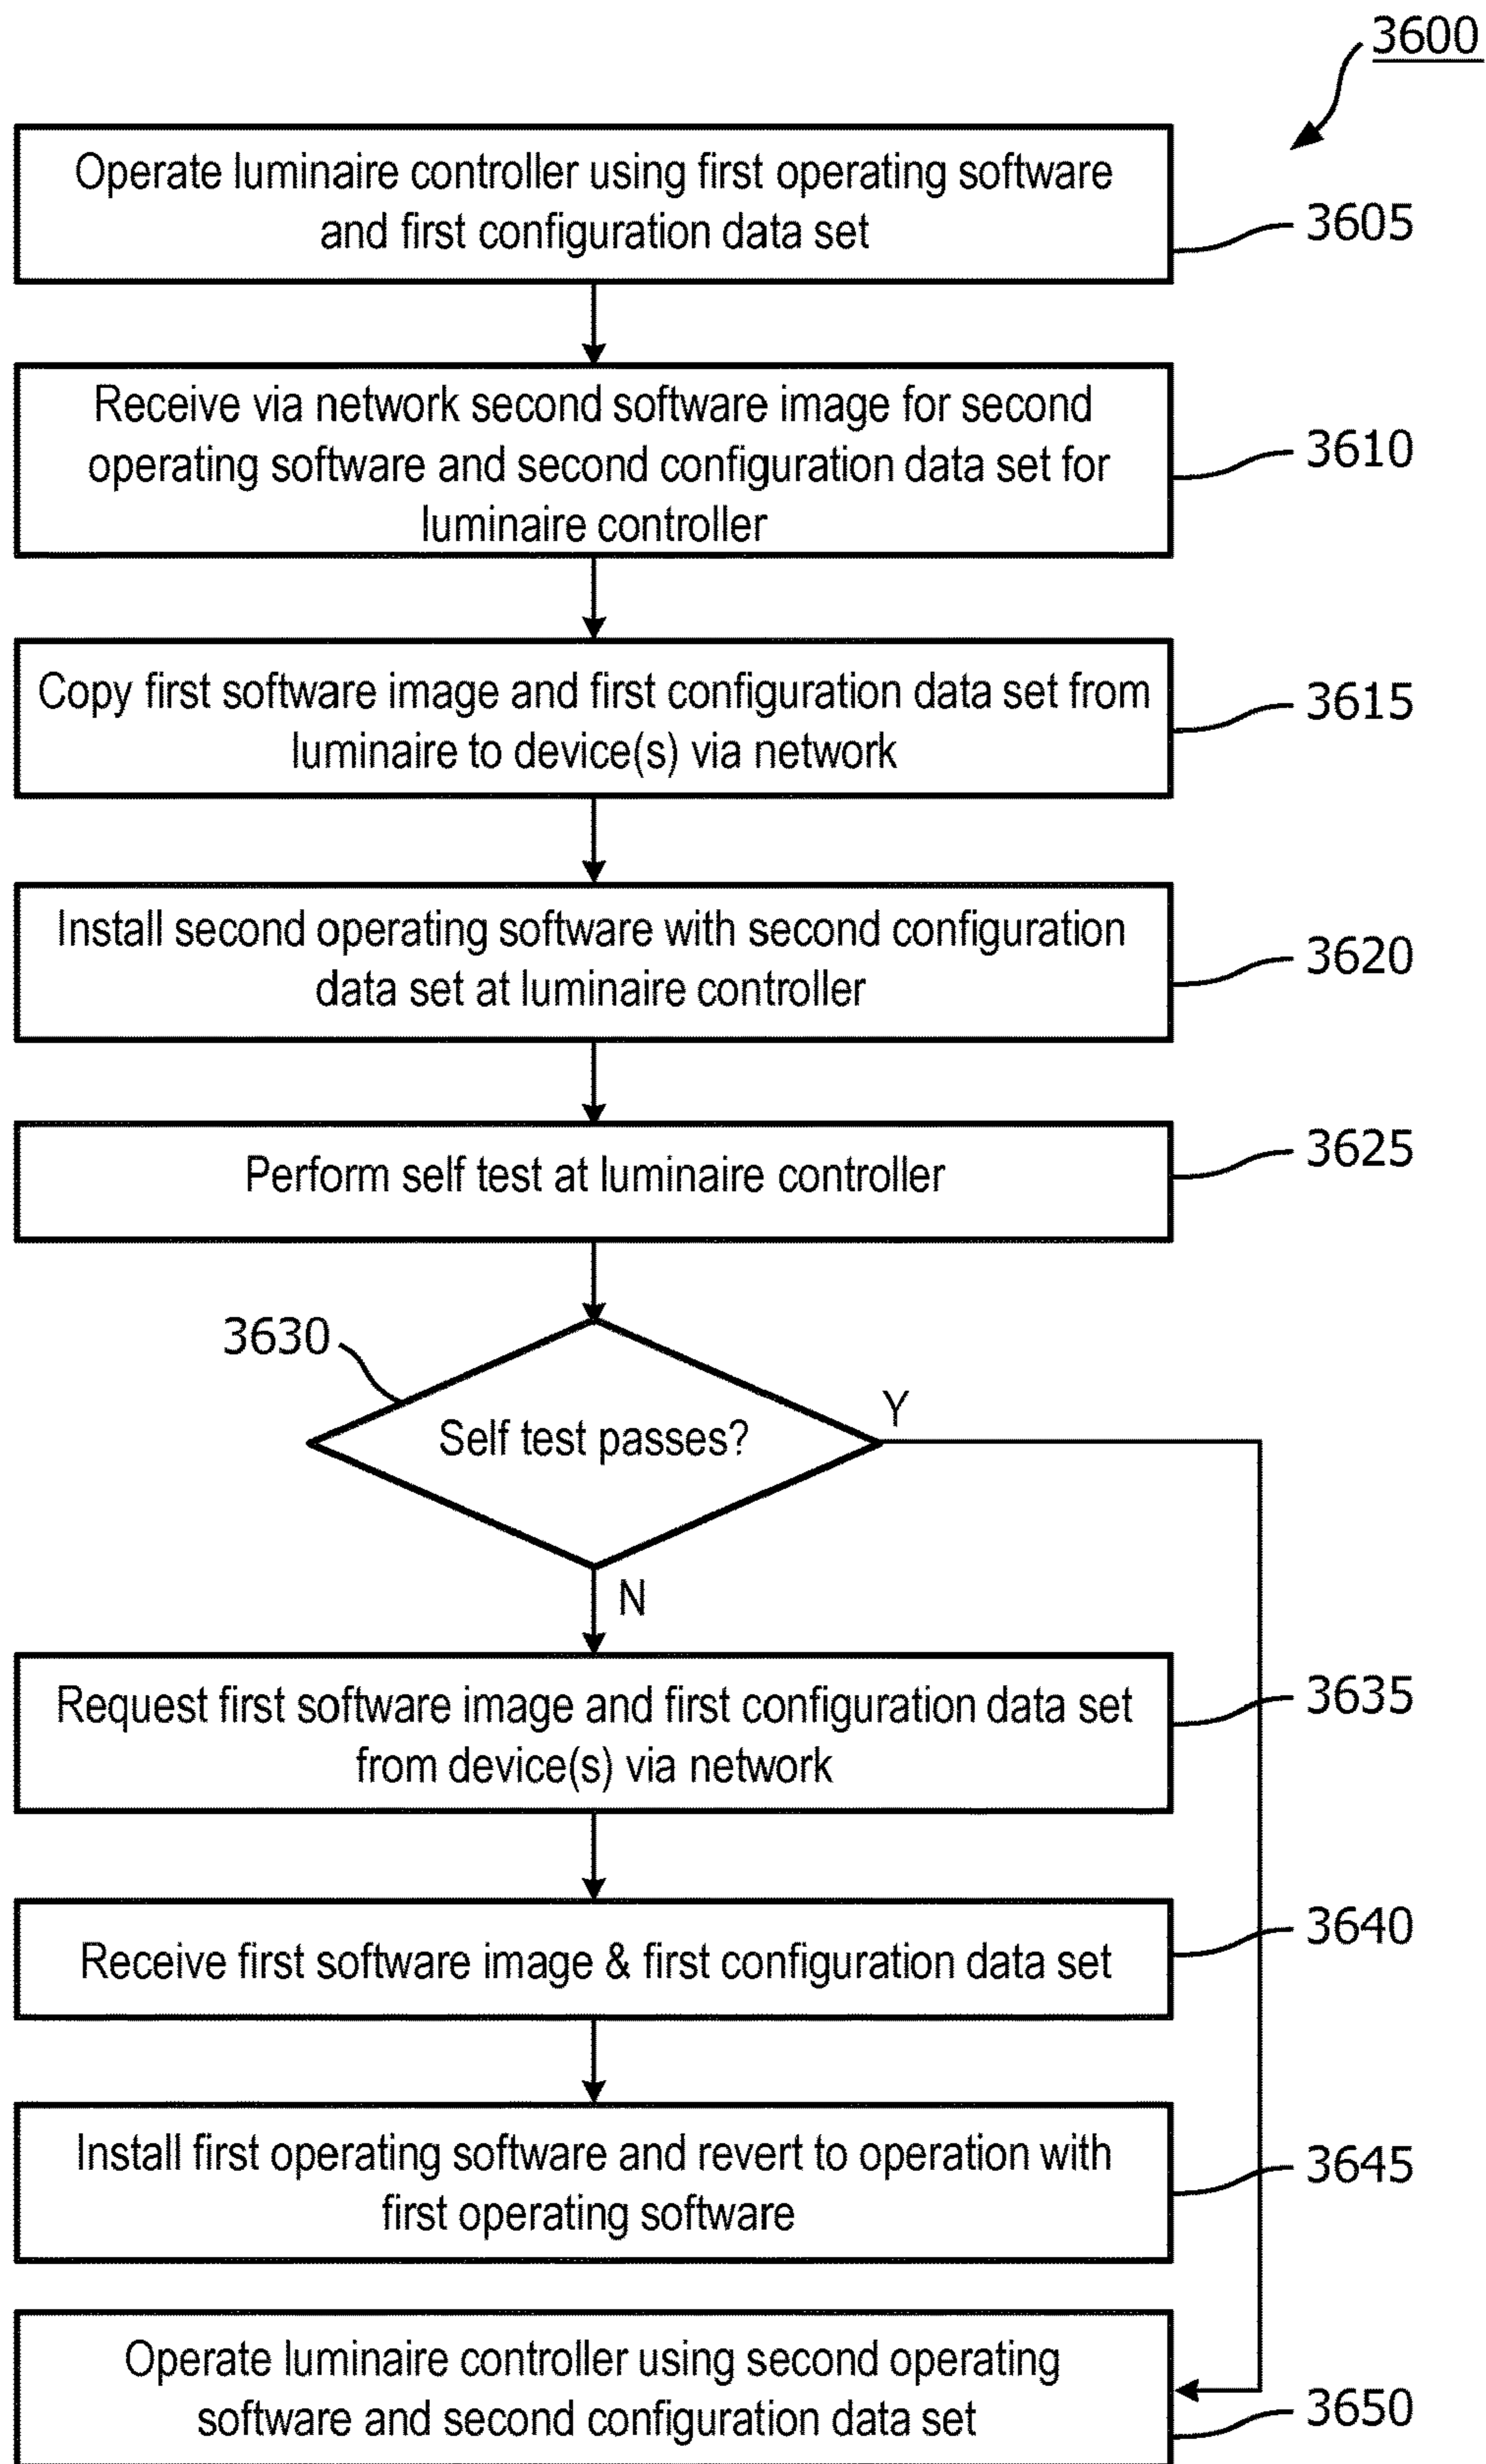 3600
Operate luminaire controller using first operating software
and first configuration data set
3605
Receive via network second software image for second
operating software and second configuration data set for
luminaire controller
3610
Copy first software image and first configuration data set from
luminaire to device(s) via network
3615
Install second operating software with second configuration
data set at luminaire controller
3620
Perform self test at luminaire controller
3625
3630
Self test passes?
Y
N
Request first software image and first configuration data set
from device(s) via network
3635
Receive first software image & first configuration data set
3640
Install first operating software and revert to operation with
first operating software
3645
Operate luminaire controller using second operating
software and second configuration data set
3650